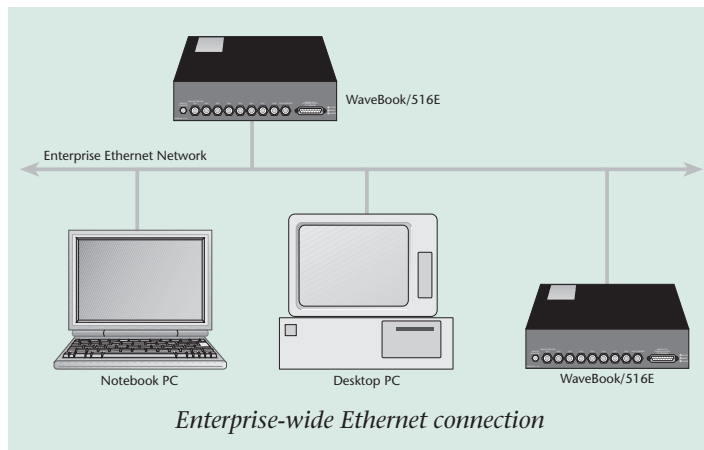 WaveBook/516E
Enterprise Ethernet Network
Notebook PC
Desktop PC
WaveBook/516E
Enterprise-wide Ethernet connection